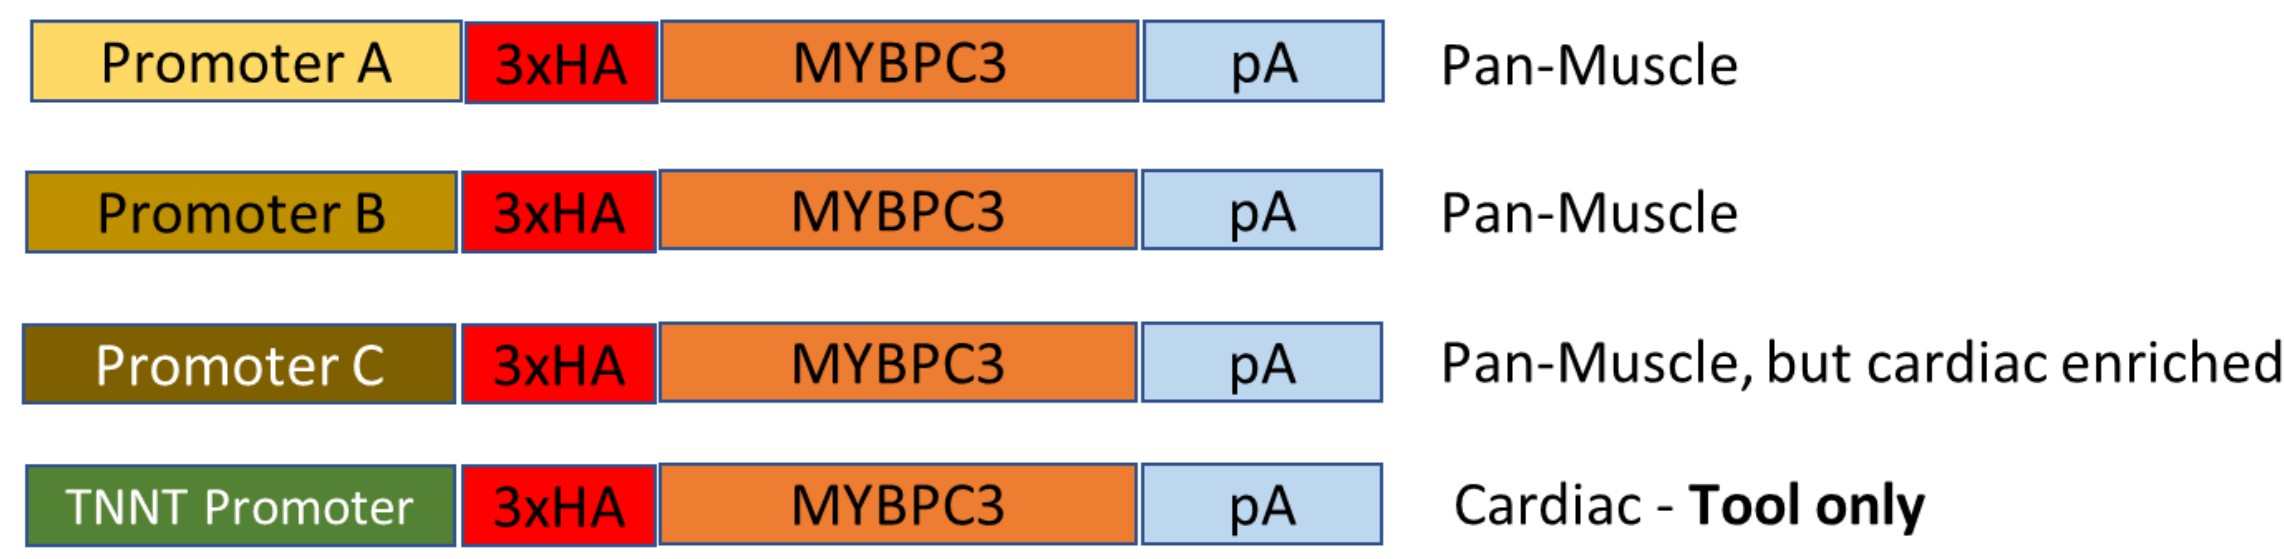 Promoter A 3xHA MYBPC3 pA Pan-Muscle
Promoter B 3xHA MYBPC3 pA Pan-Muscle
Promoter C 3xHA MYBPC3 pA Pan-Muscle, but cardiac enriched
TNNT Promoter 3xHA MYBPC3 pA Cardiac - Tool only